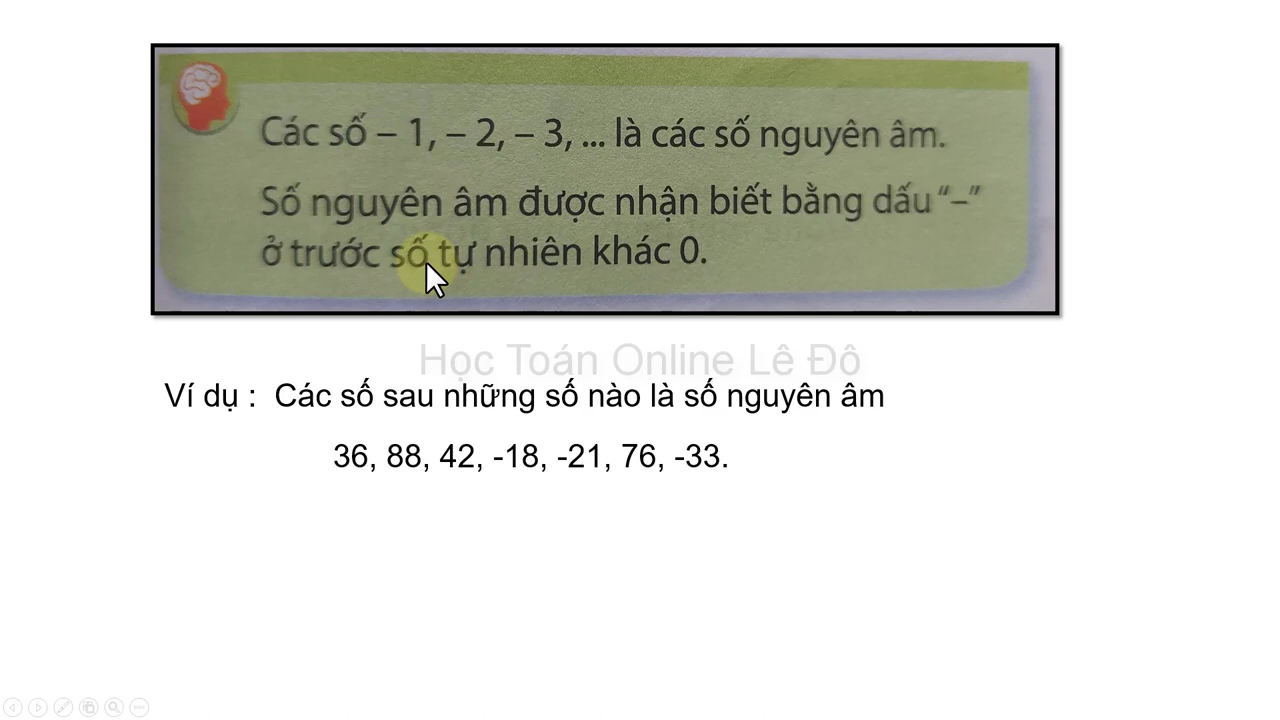 Các số – 1, – 2, – 3, ... là các số nguyên âm.
Số nguyên âm được nhận biết bằng dấu “–”
ở trước số tự nhiên khác 0.
Học Toán Online Lê Đô
Ví dụ : Các số sau những số nào là số nguyên âm
36, 88, 42, -18, -21, 76, -33.